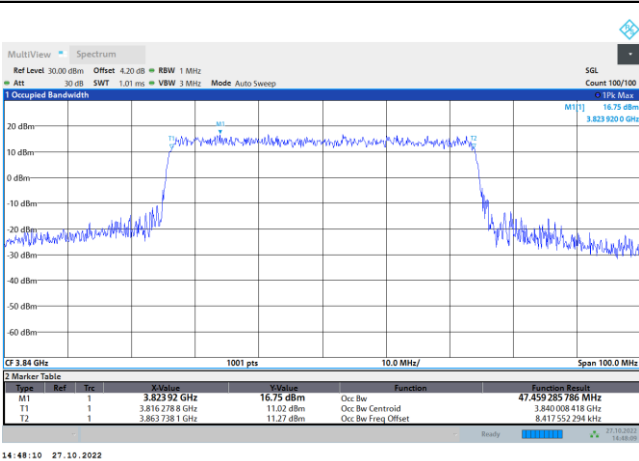 MultiView Spectrum
Ref Level 30.00 dBm Offset 4.20 dB RBW 1 MHz SGL
Att 30 dB SWT 1.01 ms VBW 3 MHz Mode Auto Sweep Count 100/100
1 Occupied Bandwidth 1Pk Max
M1[1] 16.75 dBm
3.823 920 0 GHz
M1
T1 T2
20 dBm
10 dBm
0 dBm
-10 dBm
-20 dBm
-30 dBm
-40 dBm
-50 dBm
-60 dBm
CF 3.84 GHz 1001 pts 10.0 MHz/ Span 100.0 MHz
2 Marker Table
Type Ref Trc X-Value Y-Value Function Function Result
M1 1 3.823 92 GHz 16.75 dBm Occ Bw 47.459 285 786 MHz
T1 1 3.816 278 8 GHz 11.02 dBm Occ Bw Centroid 3.840 008 418 GHz
T2 1 3.863 738 1 GHz 11.27 dBm Occ Bw Freq Offset 8.417 552 294 kHz
Ready 27.10.2022
14:48:09
14:48:10 27.10.2022